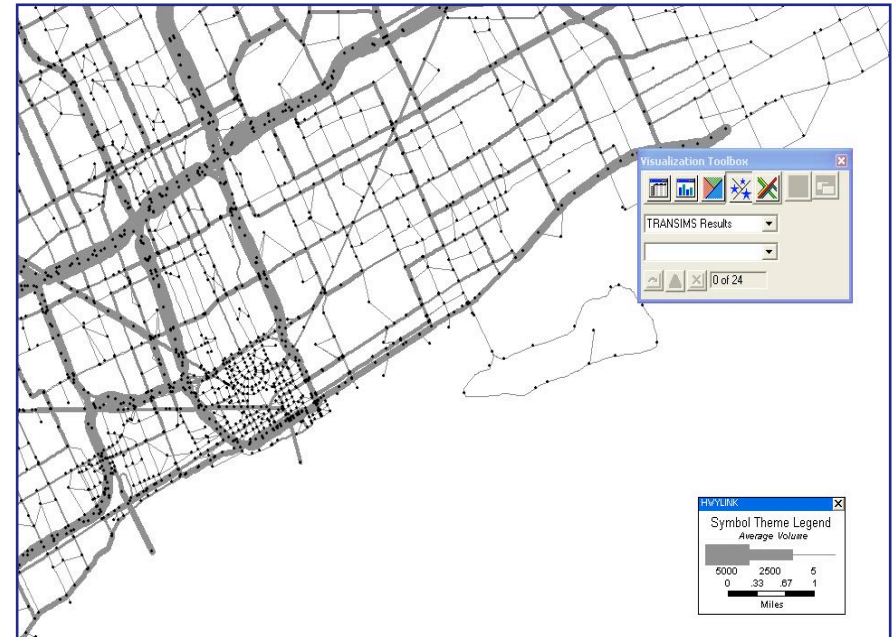 Visualization Toolbox
TRANSIMS Results
0 of 24
HWYLINK
Symbol Theme Legend
Average Volume
5000 2500 5
0 .33 .67 1
Miles